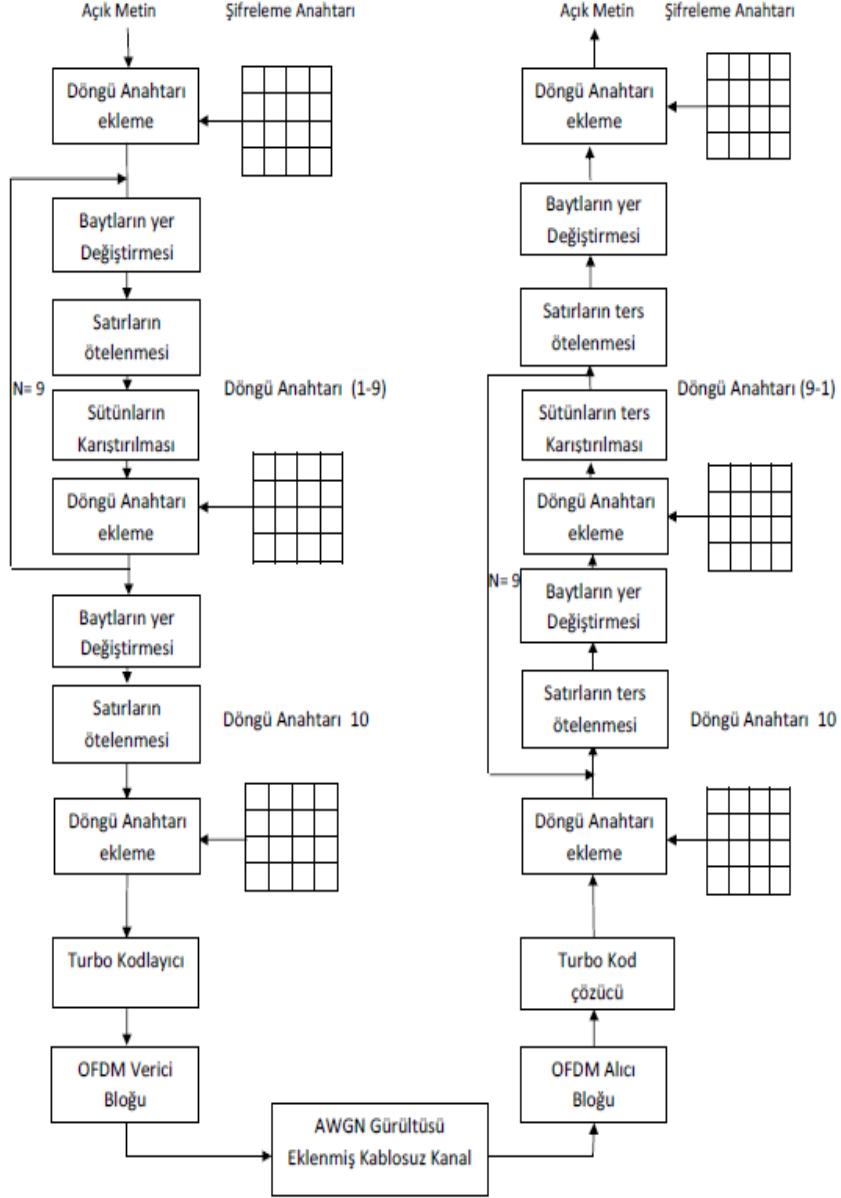 Açık Metin
Şifreleme Anahtarı
Döngü Anahtarı
ekleme
Baytların yer
Değiştirmesi
Satırların
ötelenmesi
N= 9
Döngü Anahtarı (1-9)
Sütünların
Karıştırılması
Döngü Anahtarı
ekleme
Baytların yer
Değiştirmesi
Satırların
ötelenmesi
Döngü Anahtarı 10
Döngü Anahtarı
ekleme
Turbo Kodlayıcı
OFDM Verici
Bloğu
AWGN Gürültüsü
Eklenmiş Kablosuz Kanal
Açık Metin
Şifreleme Anahtarı
Döngü Anahtarı
ekleme
Baytların yer
Değiştirmesi
Satırların ters
ötelenmesi
Döngü Anahtarı (9-1)
Sütünların ters
Karıştırılması
Döngü Anahtarı
ekleme
N= 9
Baytların yer
Değiştirmesi
Satırların ters
ötelenmesi
Döngü Anahtarı 10
Döngü Anahtarı
ekleme
Turbo Kod
çözücü
OFDM Alıcı
Bloğu